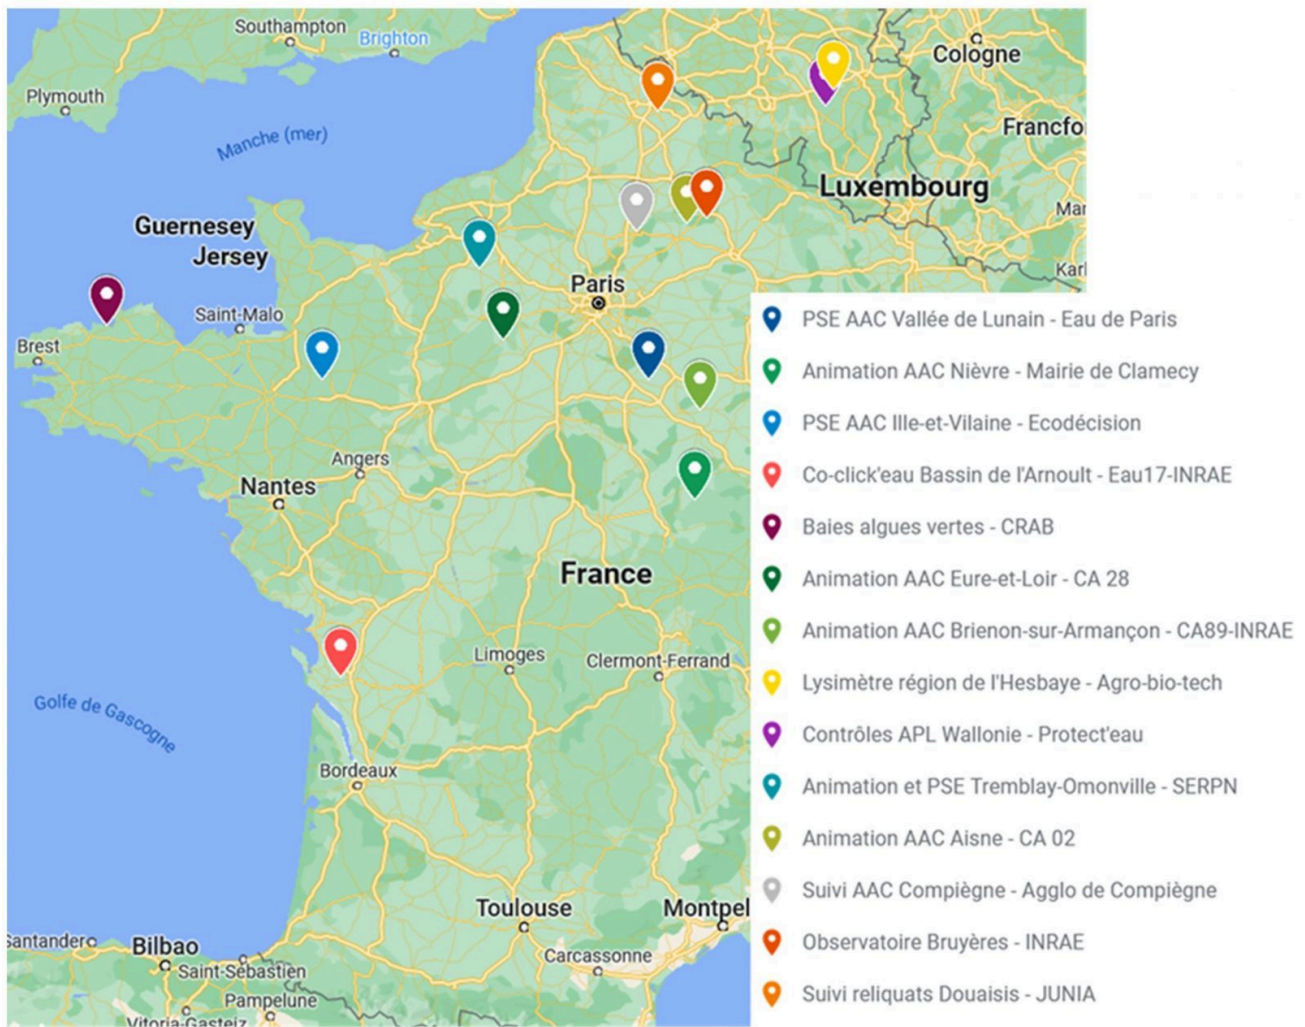 Southampton
Brighton
Cologne
Plymouth
Francfo
Manche (mer)
Luxembourg
Mar
Guernesey
Jersey
Karl
Paris
Saint-Malo
Brest
Angers
Nantes
France
Limoges
Clermont-Ferrand
Golfe de Gascogne
Bordeaux
Toulouse
Montpel
Santander
Bilbao
Saint-Sébastien
Carcassonne
Pampelune
Vitoria-Gasteiz
PSE AAC Vallée de Lunain - Eau de Paris
Animation AAC Nièvre - Mairie de Clamecy
PSE AAC Ille-et-Vilaine - Ecodécision
Co-click'eau Bassin de l'Arnoult - Eau17-INRAE
Baies algues vertes - CRAB
Animation AAC Eure-et-Loir - CA 28
Animation AAC Brienon-sur-Armançon - CA89-INRAE
Lysimètre région de l'Hesbaye - Agro-bio-tech
Contrôles APL Wallonie - Protect'eau
Animation et PSE Tremblay-Omonville - SERPN
Animation AAC Aisne - CA 02
Suivi AAC Compiègne - Agglo de Compiègne
Observatoire Bruyères - INRAE
Suivi reliquats Douaisis - JUNIA